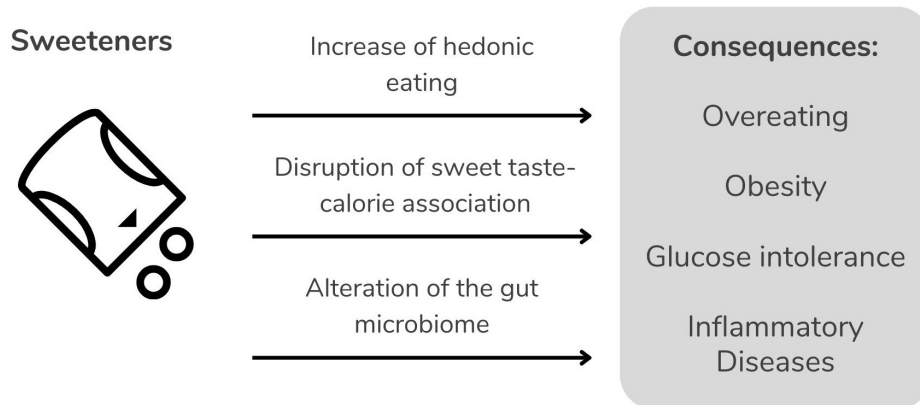 Sweeteners
Increase of hedonic
eating
Disruption of sweet taste-
calorie association
Alteration of the gut
microbiome
Consequences:
Overeating
Obesity
Glucose intolerance
Inflammatory
Diseases